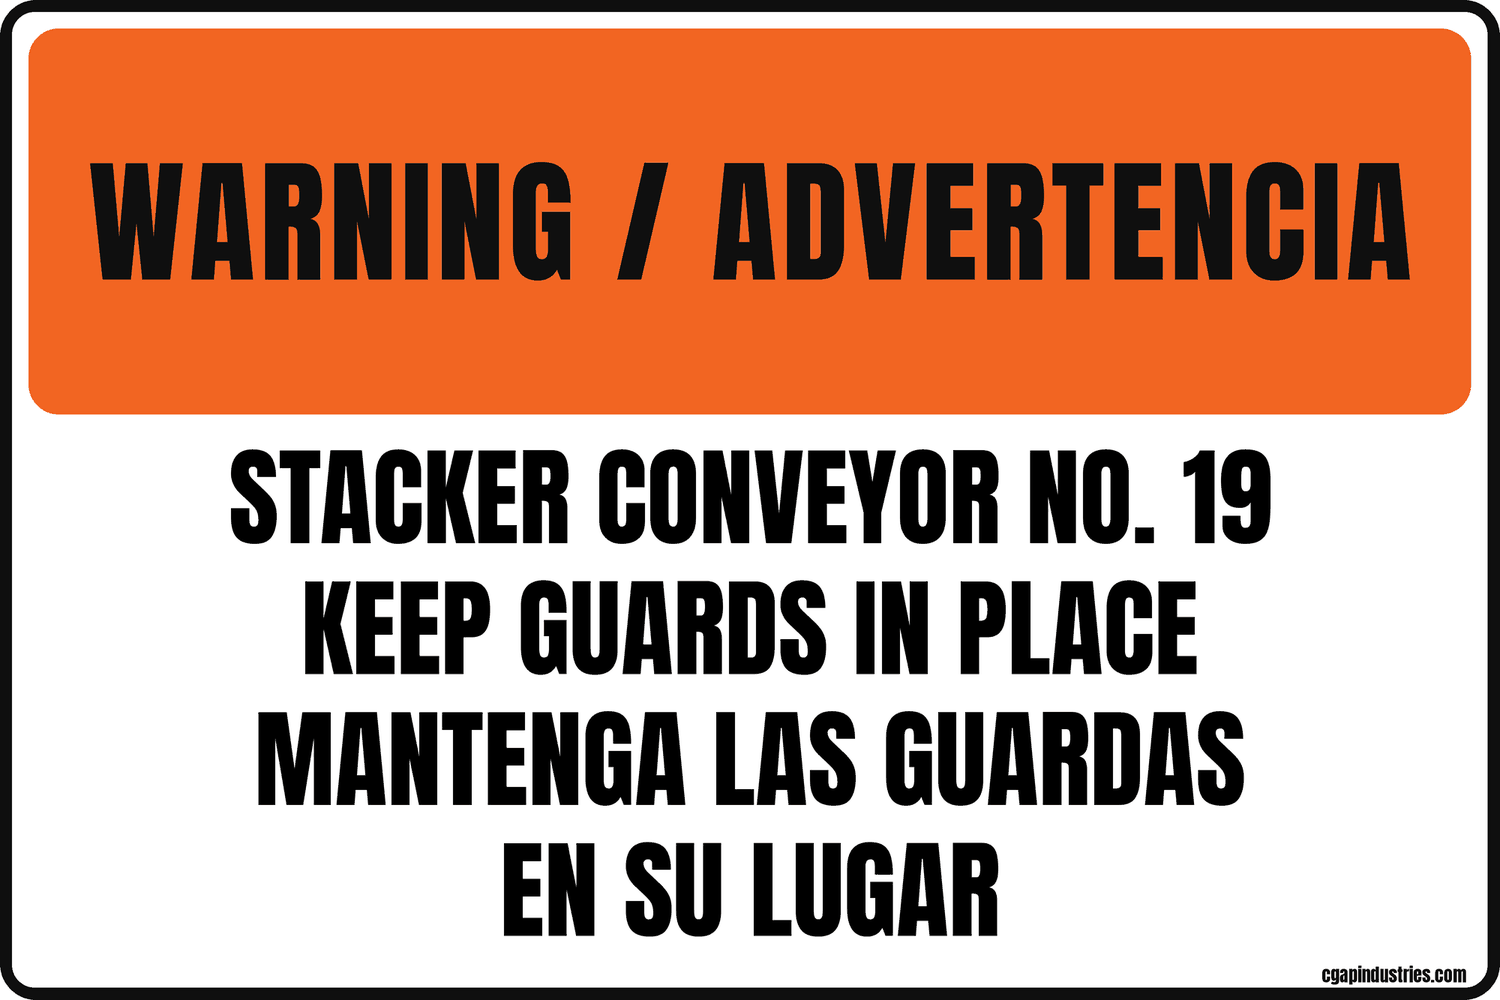 WARNING / ADVERTENCIA
STACKER CONVEYOR NO. 19
KEEP GUARDS IN PLACE
MANTENGA LAS GUARDAS
EN SU LUGAR
cgapindustries.com